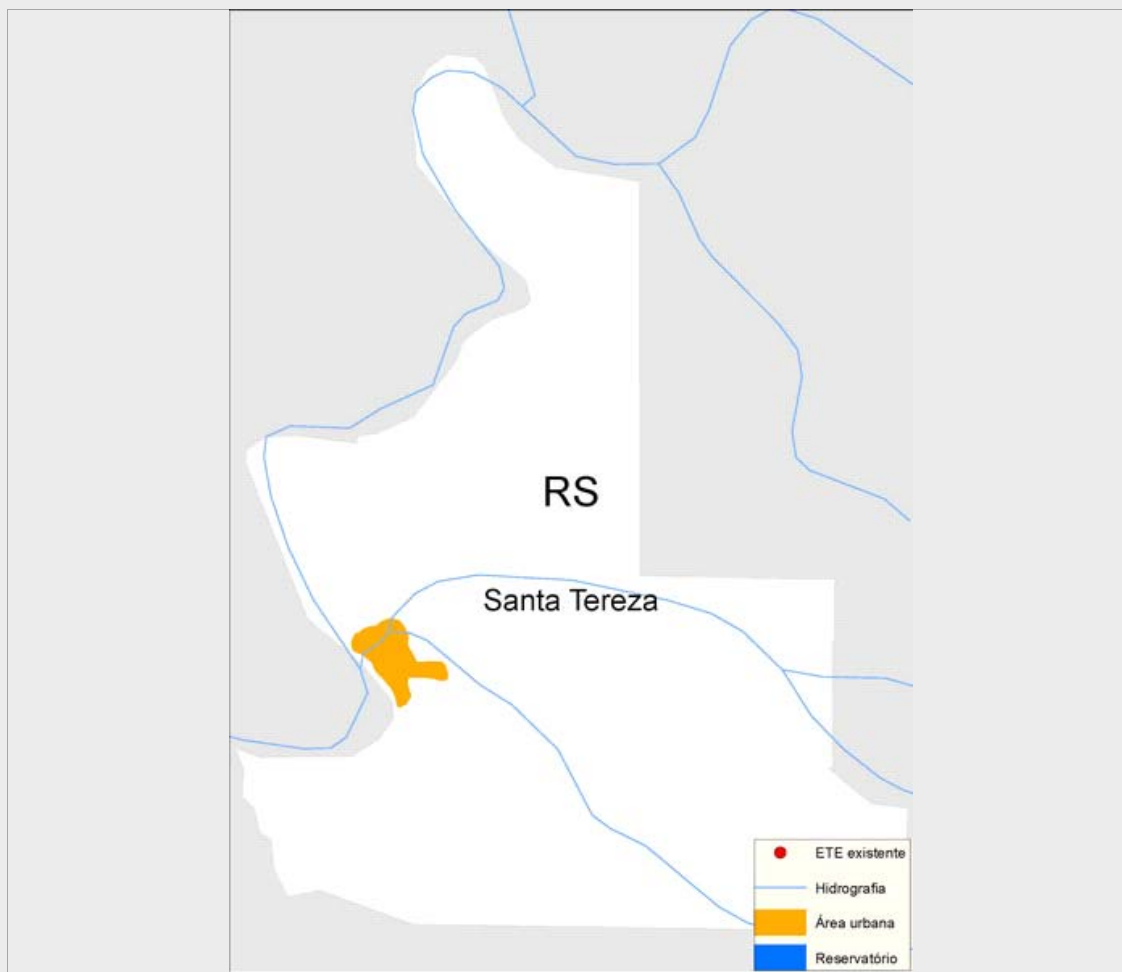 RS
Santa Tereza
ETE existente
Hidrografia
Área urbana
Reservatório